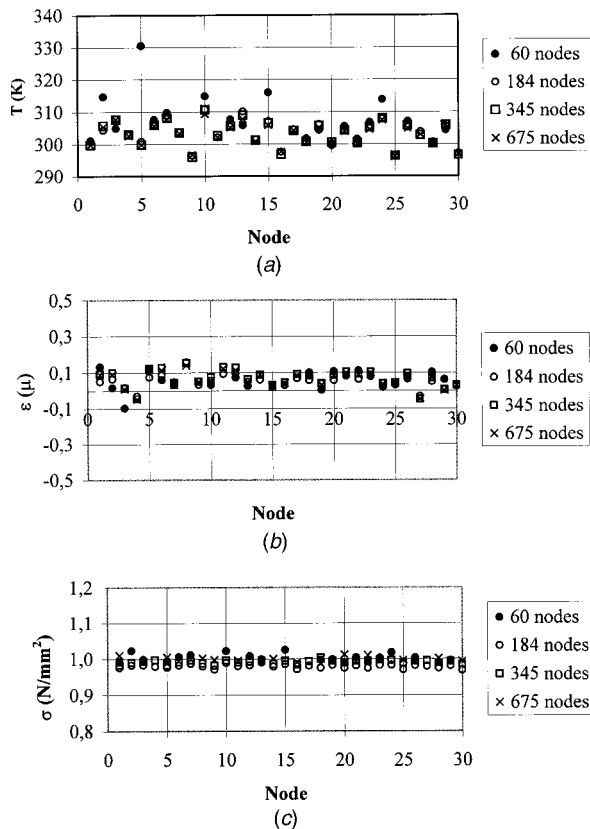 T (K)
340
330
320
310
300
290
0 5 10 15 20 25 30
Node
60 nodes
184 nodes
345 nodes
675 nodes
(a)
ε (μ)
0,5
0,3
0,1
-0,1
-0,3
-0,5
0 5 10 15 20 25 30
Node
60 nodes
184 nodes
345 nodes
675 nodes
(b)
σ (N/mm²)
1,2
1,1
1,0
0,9
0,8
0 5 10 15 20 25 30
Node
60 nodes
184 nodes
345 nodes
675 nodes
(c)